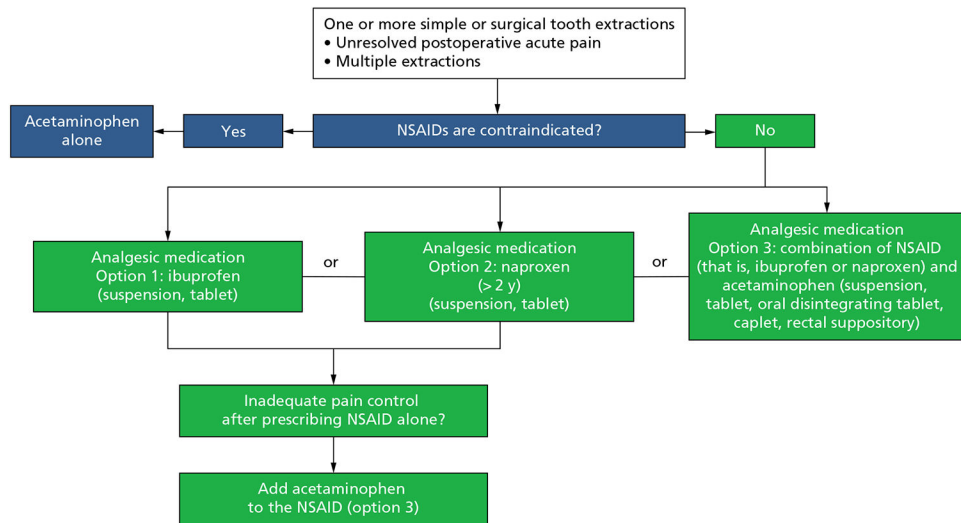 One or more simple or surgical tooth extractions
• Unresolved postoperative acute pain
• Multiple extractions
Acetaminophen
alone
Yes
NSAIDs are contraindicated?
No
Analgesic medication
Option 1: ibuprofen
(suspension, tablet)
or
Analgesic medication
Option 2: naproxen
(> 2 y)
(suspension, tablet)
or
Analgesic medication
Option 3: combination of NSAID
(that is, ibuprofen or naproxen) and
acetaminophen (suspension,
tablet, oral disintegrating tablet,
caplet, rectal suppository)
Inadequate pain control
after prescribing NSAID alone?
Add acetaminophen
to the NSAID (option 3)